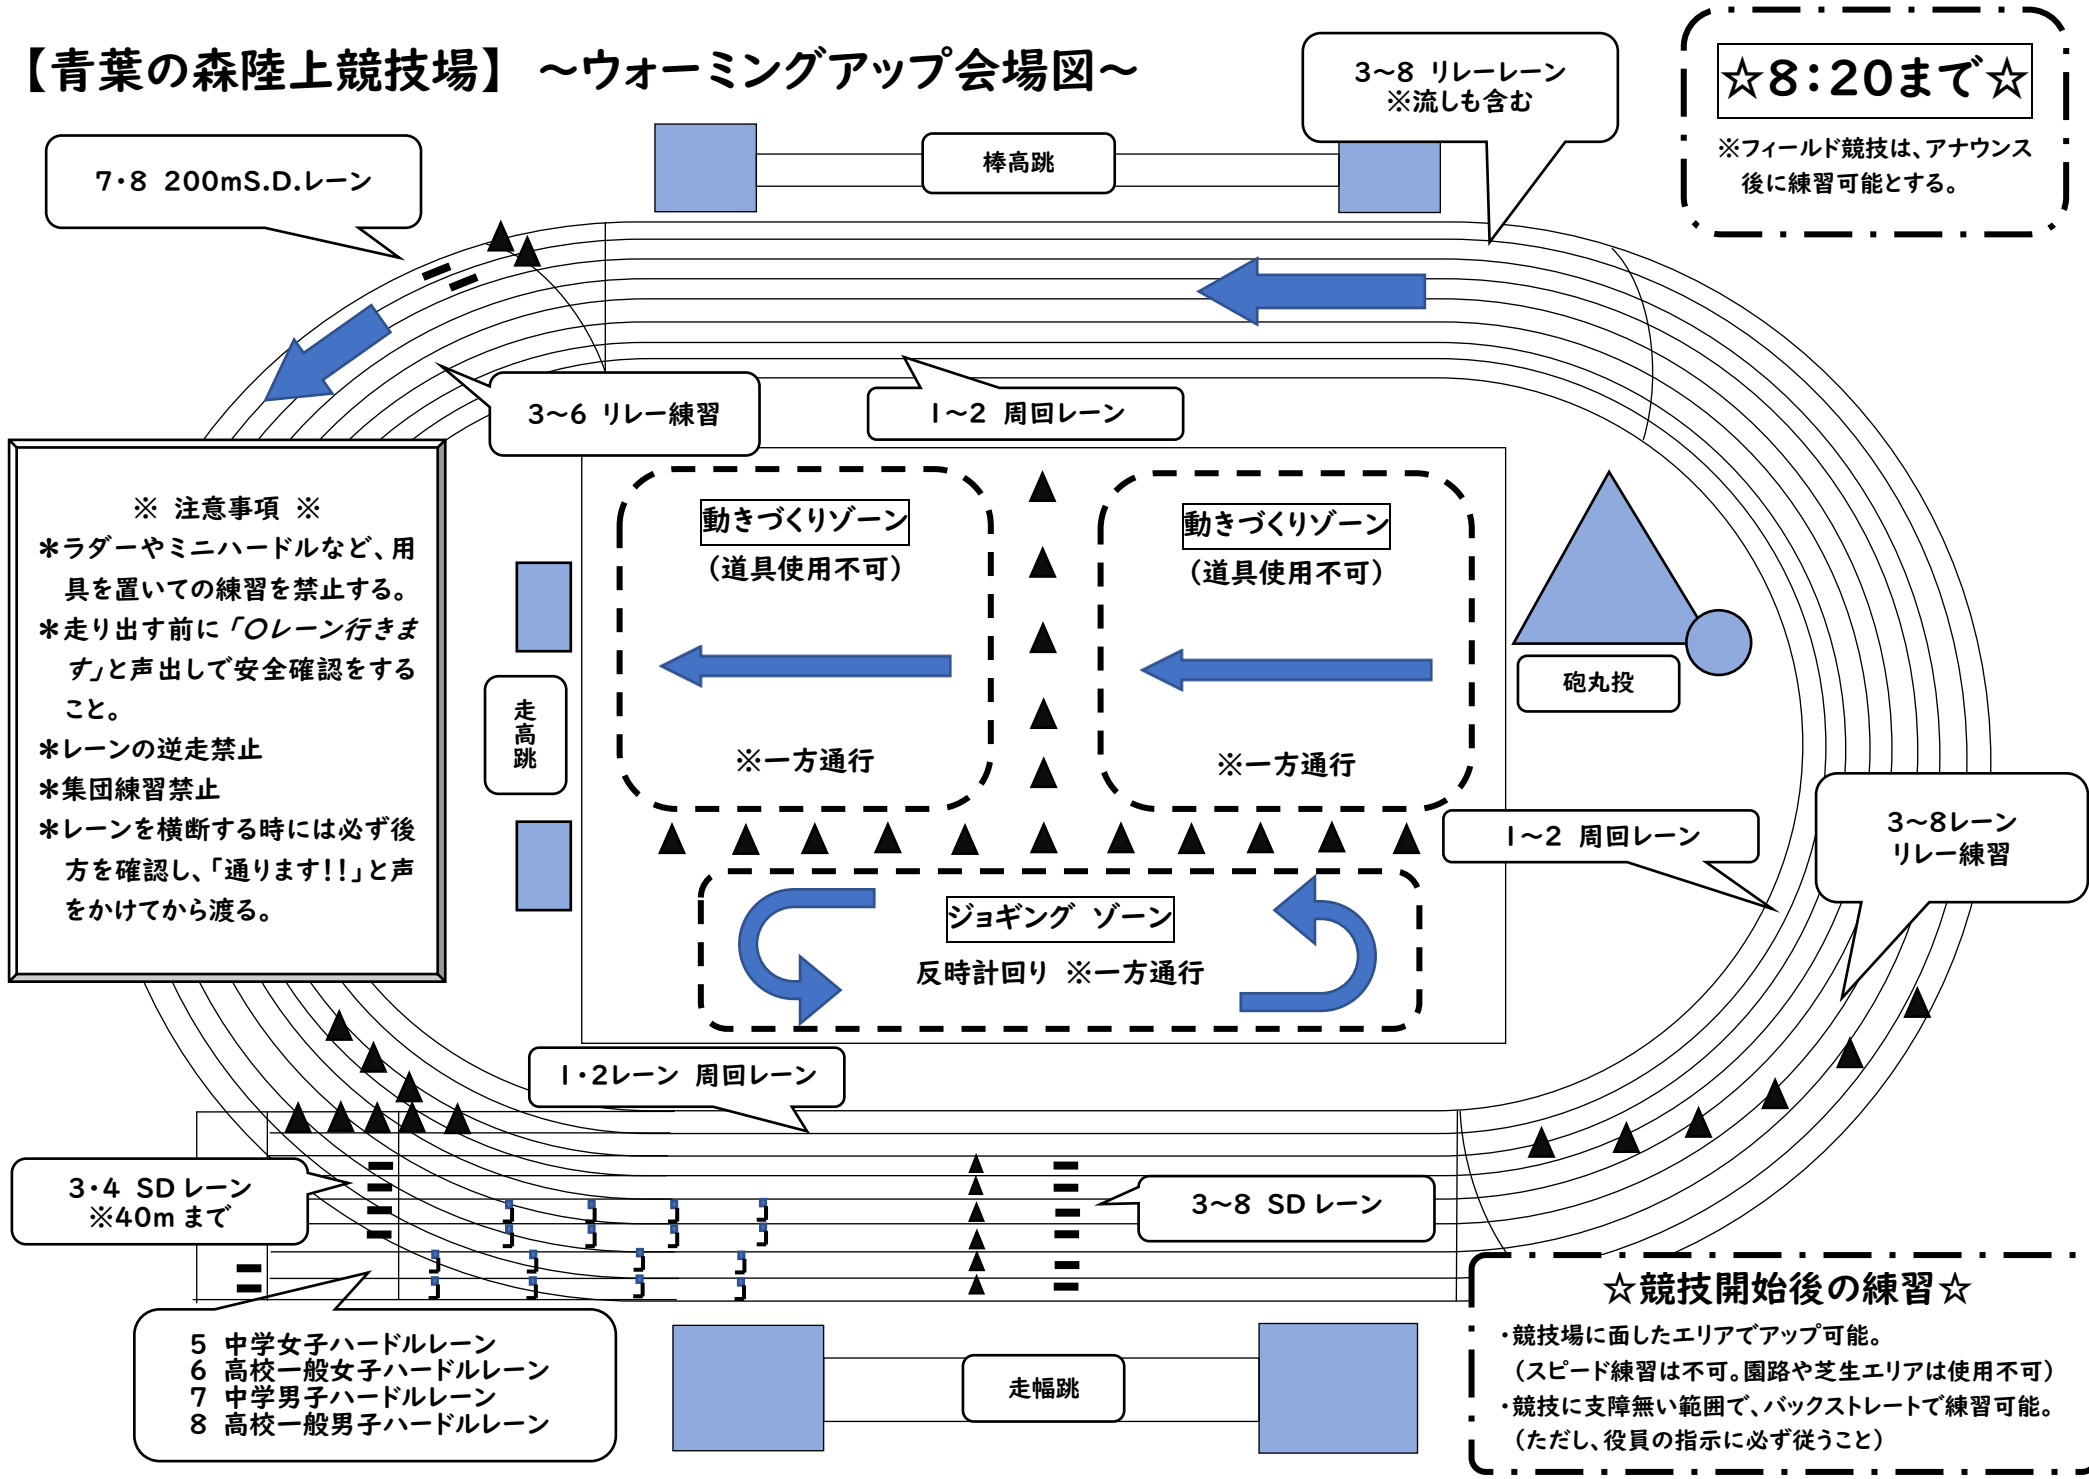 【青葉の森陸上競技場】 ～ウォーミングアップ会場図～
☆8:20まで☆
※フィールド競技は、アナウンス
後に練習可能とする。
3～8 リレーレーン
※流しも含む
棒高跳
7・8 200mS.D.レーン
3～6 リレー練習
1～2 周回レーン
※ 注意事項 ※
＊ラダーやミニハードルなど、用
具を置いての練習を禁止する。
＊走り出す前に「〇レーン行きま
す」と声出しで安全確認をする
こと。
＊レーンの逆走禁止
＊集団練習禁止
＊レーンを横断する時には必ず後
方を確認し、「通ります!!」と声
をかけてから渡る。
動きづくりゾーン
（道具使用不可）
※一方通行
動きづくりゾーン
（道具使用不可）
※一方通行
走高跳
砲丸投
1～2 周回レーン
3～8レーン
リレー練習
ジョギング ゾーン
反時計回り ※一方通行
1・2レーン 周回レーン
3・4 SDレーン
※40mまで
3～8 SDレーン
5 中学女子ハードルレーン
6 高校一般女子ハードルレーン
7 中学男子ハードルレーン
8 高校一般男子ハードルレーン
走幅跳
☆競技開始後の練習☆
・競技場に面したエリアでアップ可能。
（スピード練習は不可。園路や芝生エリアは使用不可）
・競技に支障無い範囲で、バックストレートで練習可能。
（ただし、役員の指示に必ず従うこと）